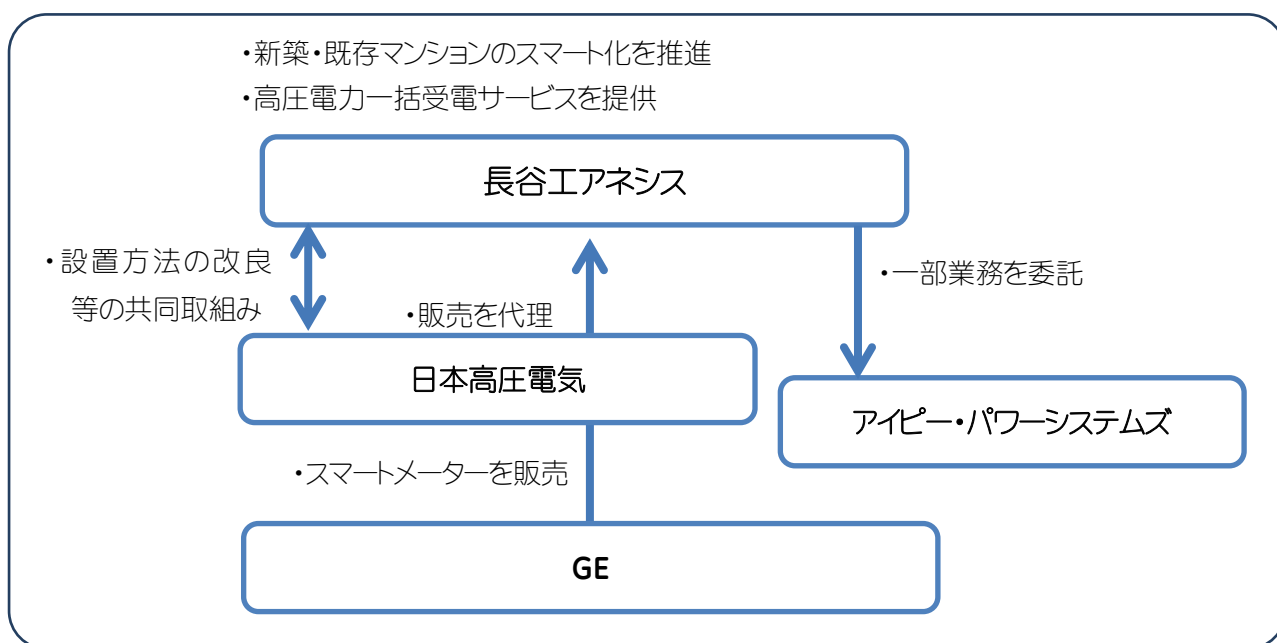 ・新築・既存マンションのスマート化を推進
・高圧電力一括受電サービスを提供
長谷工アネシス
・設置方法の改良
等の共同取組み
・販売を代理
・一部業務を委託
日本高圧電気
アイピー・パワーシステムズ
・スマートメーターを販売
GE